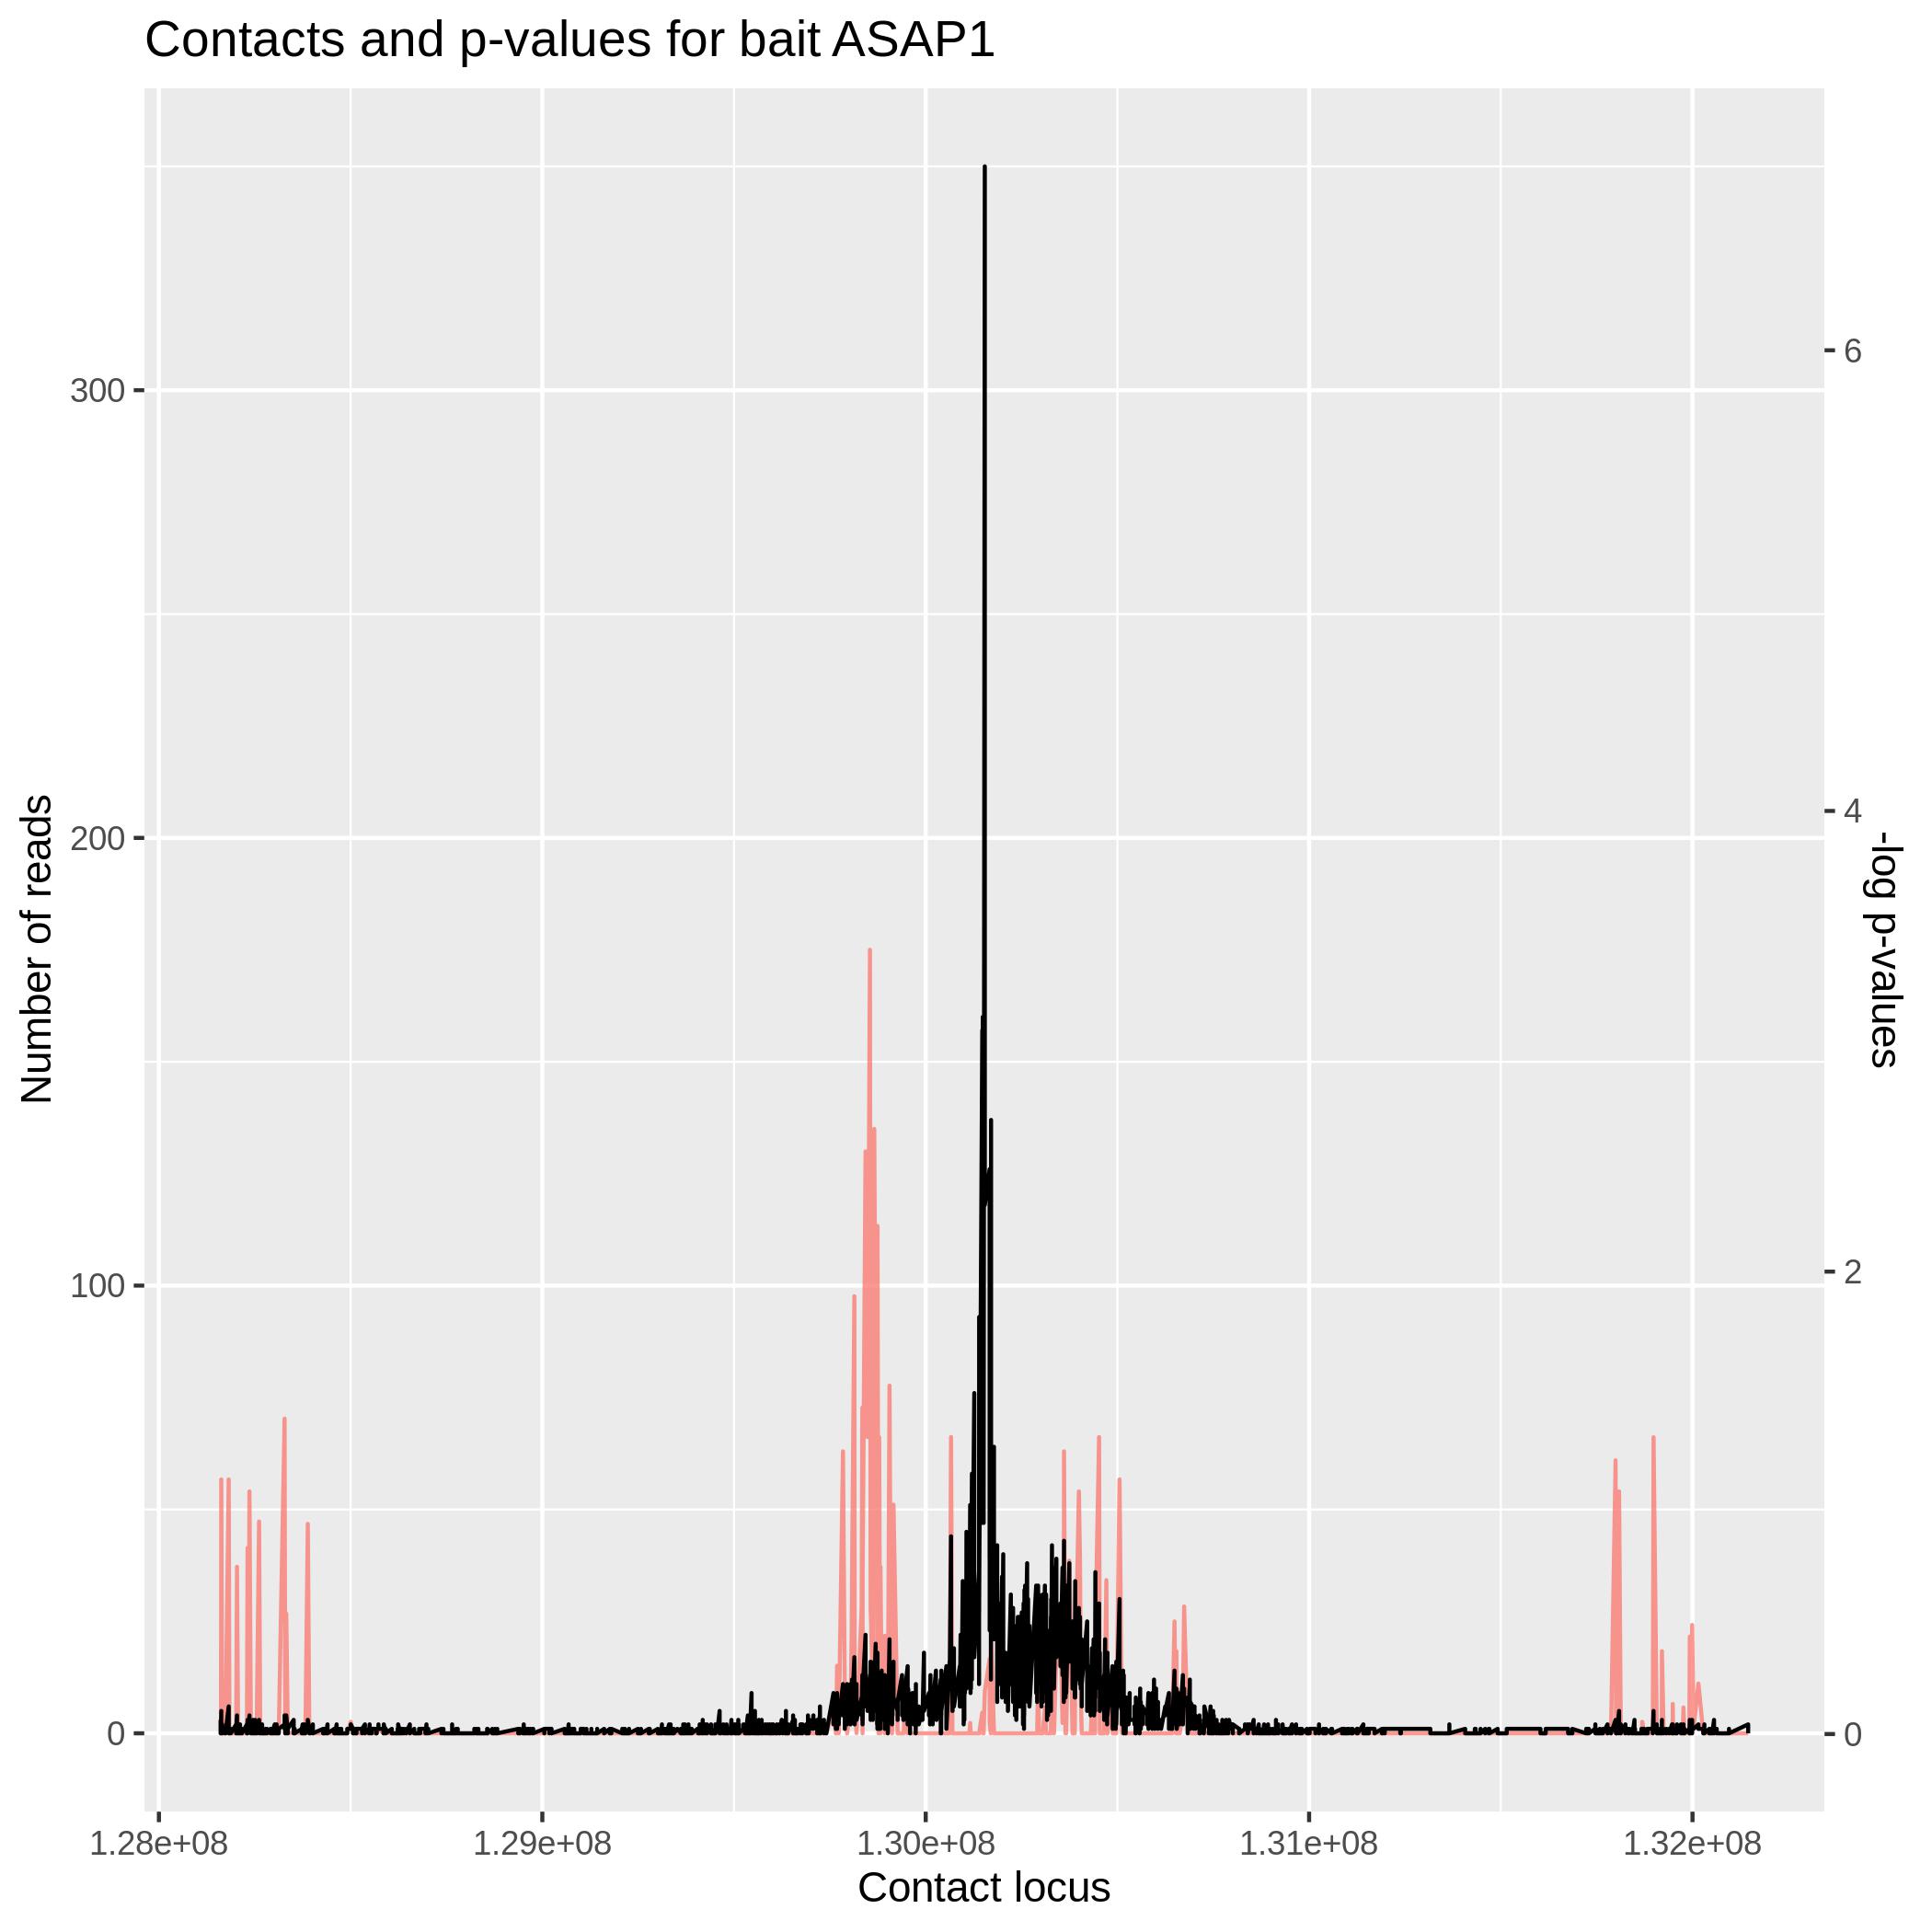 Contacts and p-values for bait ASAP1
Number of reads
300
200
100
0
6
4
2
0
-log p-values
1.28e+08
1.29e+08
1.30e+08
1.31e+08
1.32e+08
Contact locus